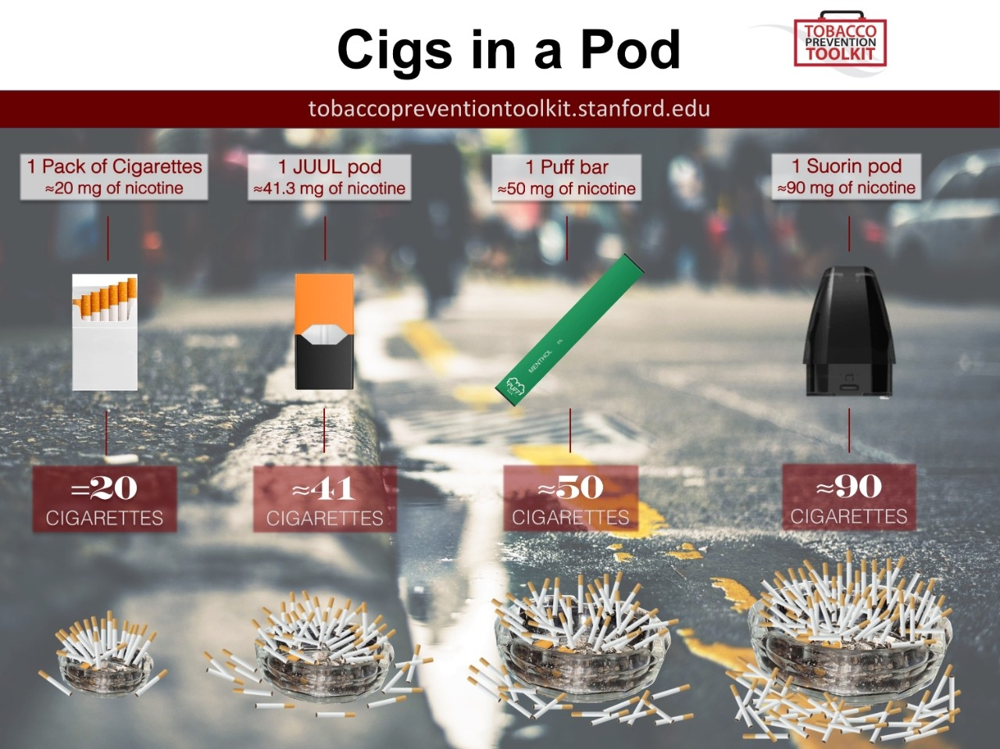 Cigs in a Pod
TOBACCO
PREVENTION
TOOLKIT
tobaccopreventiontoolkit.stanford.edu
1 Pack of Cigarettes
≈20 mg of nicotine
1 JUUL pod
≈41.3 mg of nicotine
1 Puff bar
≈50 mg of nicotine
1 Suorin pod
≈90 mg of nicotine
MENTHOL 5%
PUFF
=20
CIGARETTES
≈41
CIGARETTES
≈50
CIGARETTES
≈90
CIGARETTES